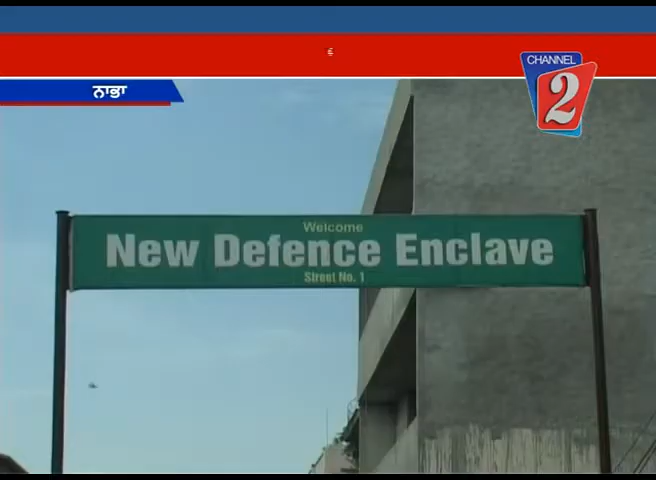 €
CHANNEL
2
ਨਾਭਾ
Welcome
New Defence Enclave
Street No. 1